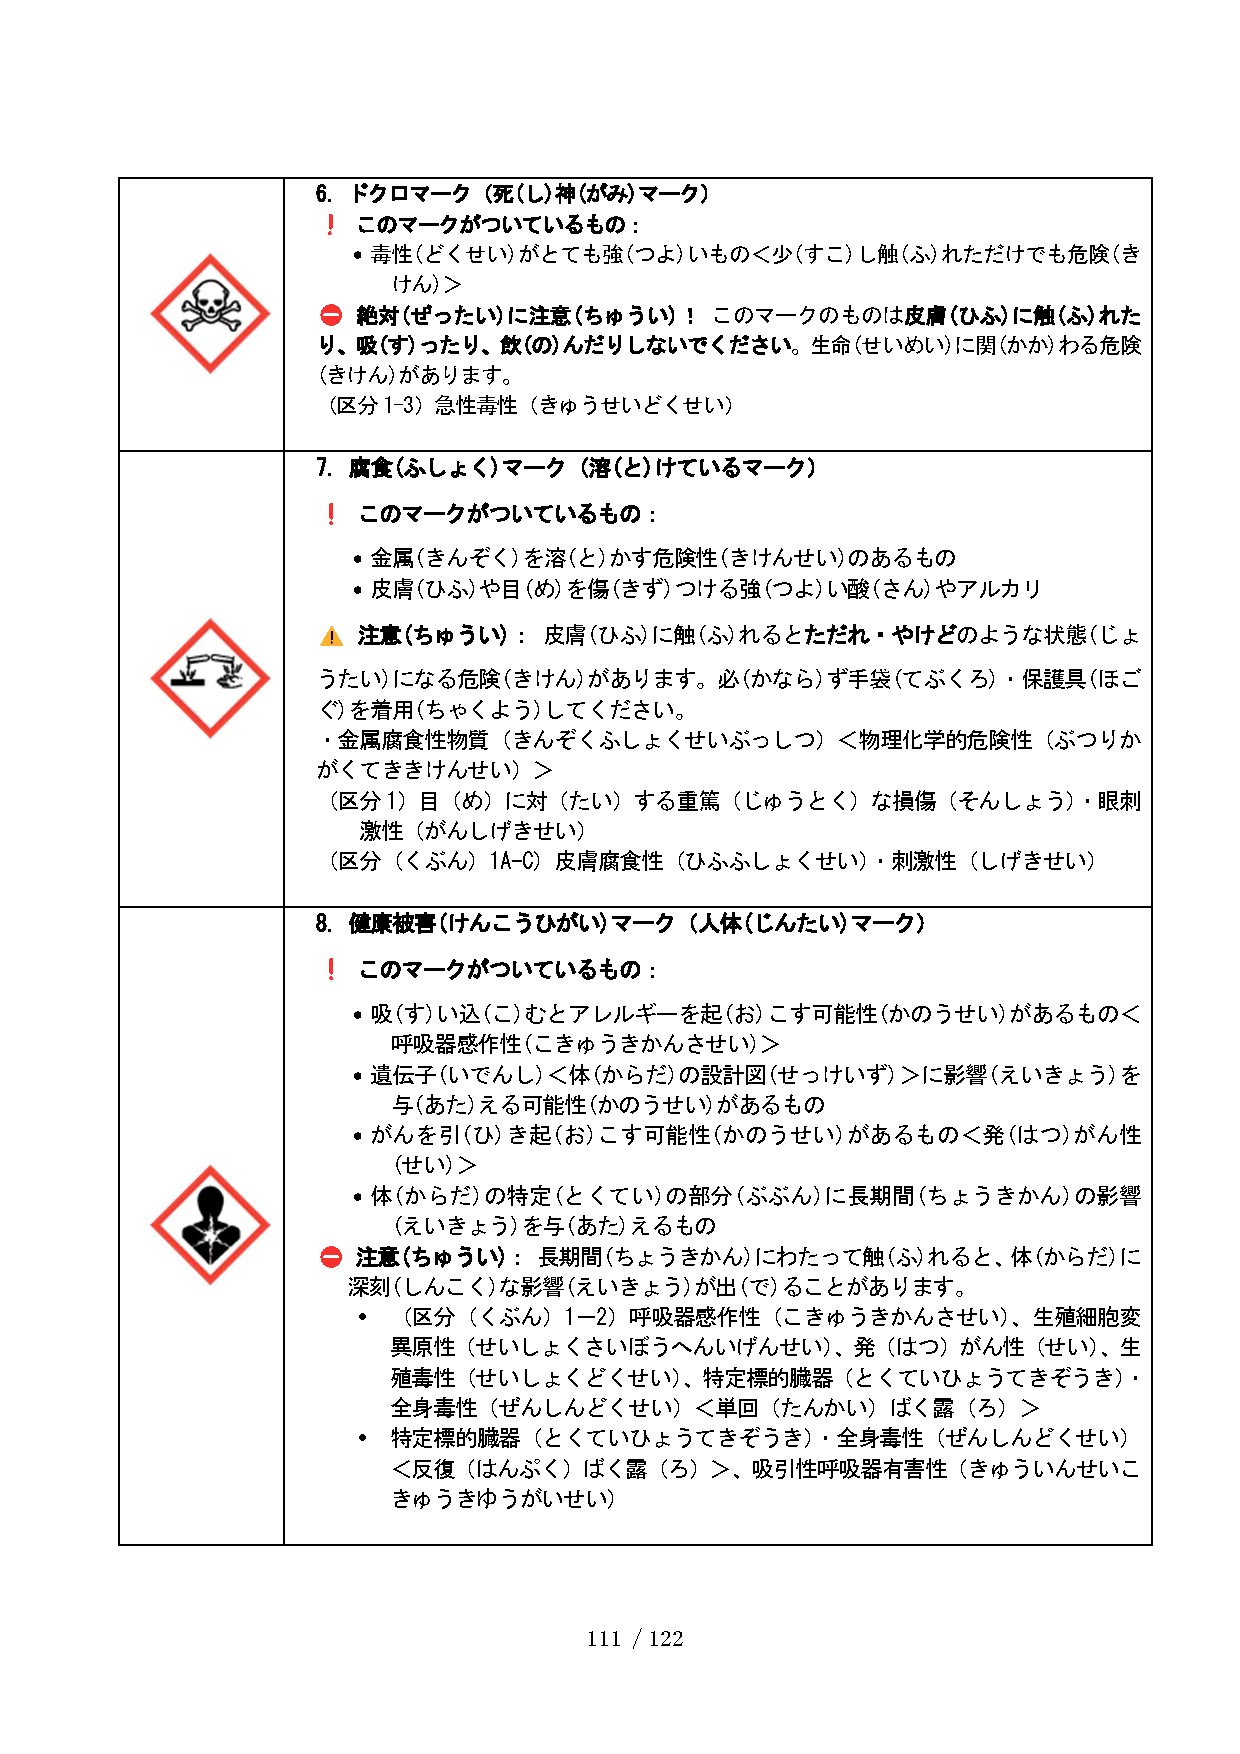 6. ドクロマーク（死(し)神(がみ)マーク）
❗ このマークがついているもの：
• 毒性(どくせい)がとても強(つよ)いもの＜少(すこ)し触(ふ)れただけでも危険(き
けん)＞
⛔ 絶対(ぜったい)に注意(ちゅうい)！ このマークのものは皮膚(ひふ)に触(ふ)れた
り、吸(す)ったり、飲(の)んだりしないでください。生命(せいめい)に関(かか)わる危険
(きけん)があります。
（区分1-3）急性毒性（きゅうせいどくせい）
7. 腐食(ふしょく)マーク（溶(と)けているマーク）
❗ このマークがついているもの：
• 金属(きんぞく)を溶(と)かす危険性(きけんせい)のあるもの
• 皮膚(ひふ)や目(め)を傷(きず)つける強(つよ)い酸(さん)やアルカリ
⚠ 注意(ちゅうい)： 皮膚(ひふ)に触(ふ)れるとただれ・やけどのような状態(じょ
うたい)になる危険(きけん)があります。必(かなら)ず手袋(てぶくろ)・保護具(ほご
ぐ)を着用(ちゃくよう)してください。
・金属腐食性物質（きんぞくふしょくせいぶっしつ）＜物理化学的危険性（ぶつりか
がくてききけんせい）＞
（区分1）目（め）に対（たい）する重篤（じゅうとく）な損傷（そんしょう）・眼刺
激性（がんしげきせい）
（区分（くぶん）1A-C）皮膚腐食性（ひふふしょくせい）・刺激性（しげきせい）
8. 健康被害(けんこうひがい)マーク（人体(じんたい)マーク）
❗ このマークがついているもの：
• 吸(す)い込(こ)むとアレルギーを起(お)こす可能性(かのうせい)があるもの＜
呼吸器感作性(こきゅうきかんさせい)＞
• 遺伝子(いでんし)＜体(からだ)の設計図(せっけいず)＞に影響(えいきょう)を
与(あた)える可能性(かのうせい)があるもの
• がんを引(ひ)き起(お)こす可能性(かのうせい)があるもの＜発(はつ)がん性
(せい)＞
• 体(からだ)の特定(とくてい)の部分(ぶぶん)に長期間(ちょうきかん)の影響
(えいきょう)を与(あた)えるもの
⛔ 注意(ちゅうい)： 長期間(ちょうきかん)にわたって触(ふ)れると、体(からだ)に
深刻(しんこく)な影響(えいきょう)が出(で)ることがあります。
• （区分（くぶん）1－2）呼吸器感作性（こきゅうきかんさせい）、生殖細胞変
異原性（せいしょくさいぼうへんいげんせい）、発（はつ）がん性（せい）、生
殖毒性（せいしょくどくせい）、特定標的臓器（とくていひょうてきぞうき）・
全身毒性（ぜんしんどくせい）＜単回（たんかい）ばく露（ろ）＞
• 特定標的臓器（とくていひょうてきぞうき）・全身毒性（ぜんしんどくせい）
＜反復（はんぷく）ばく露（ろ）＞、吸引性呼吸器有害性（きゅういんせいこ
きゅうきゆうがいせい）
111 / 122